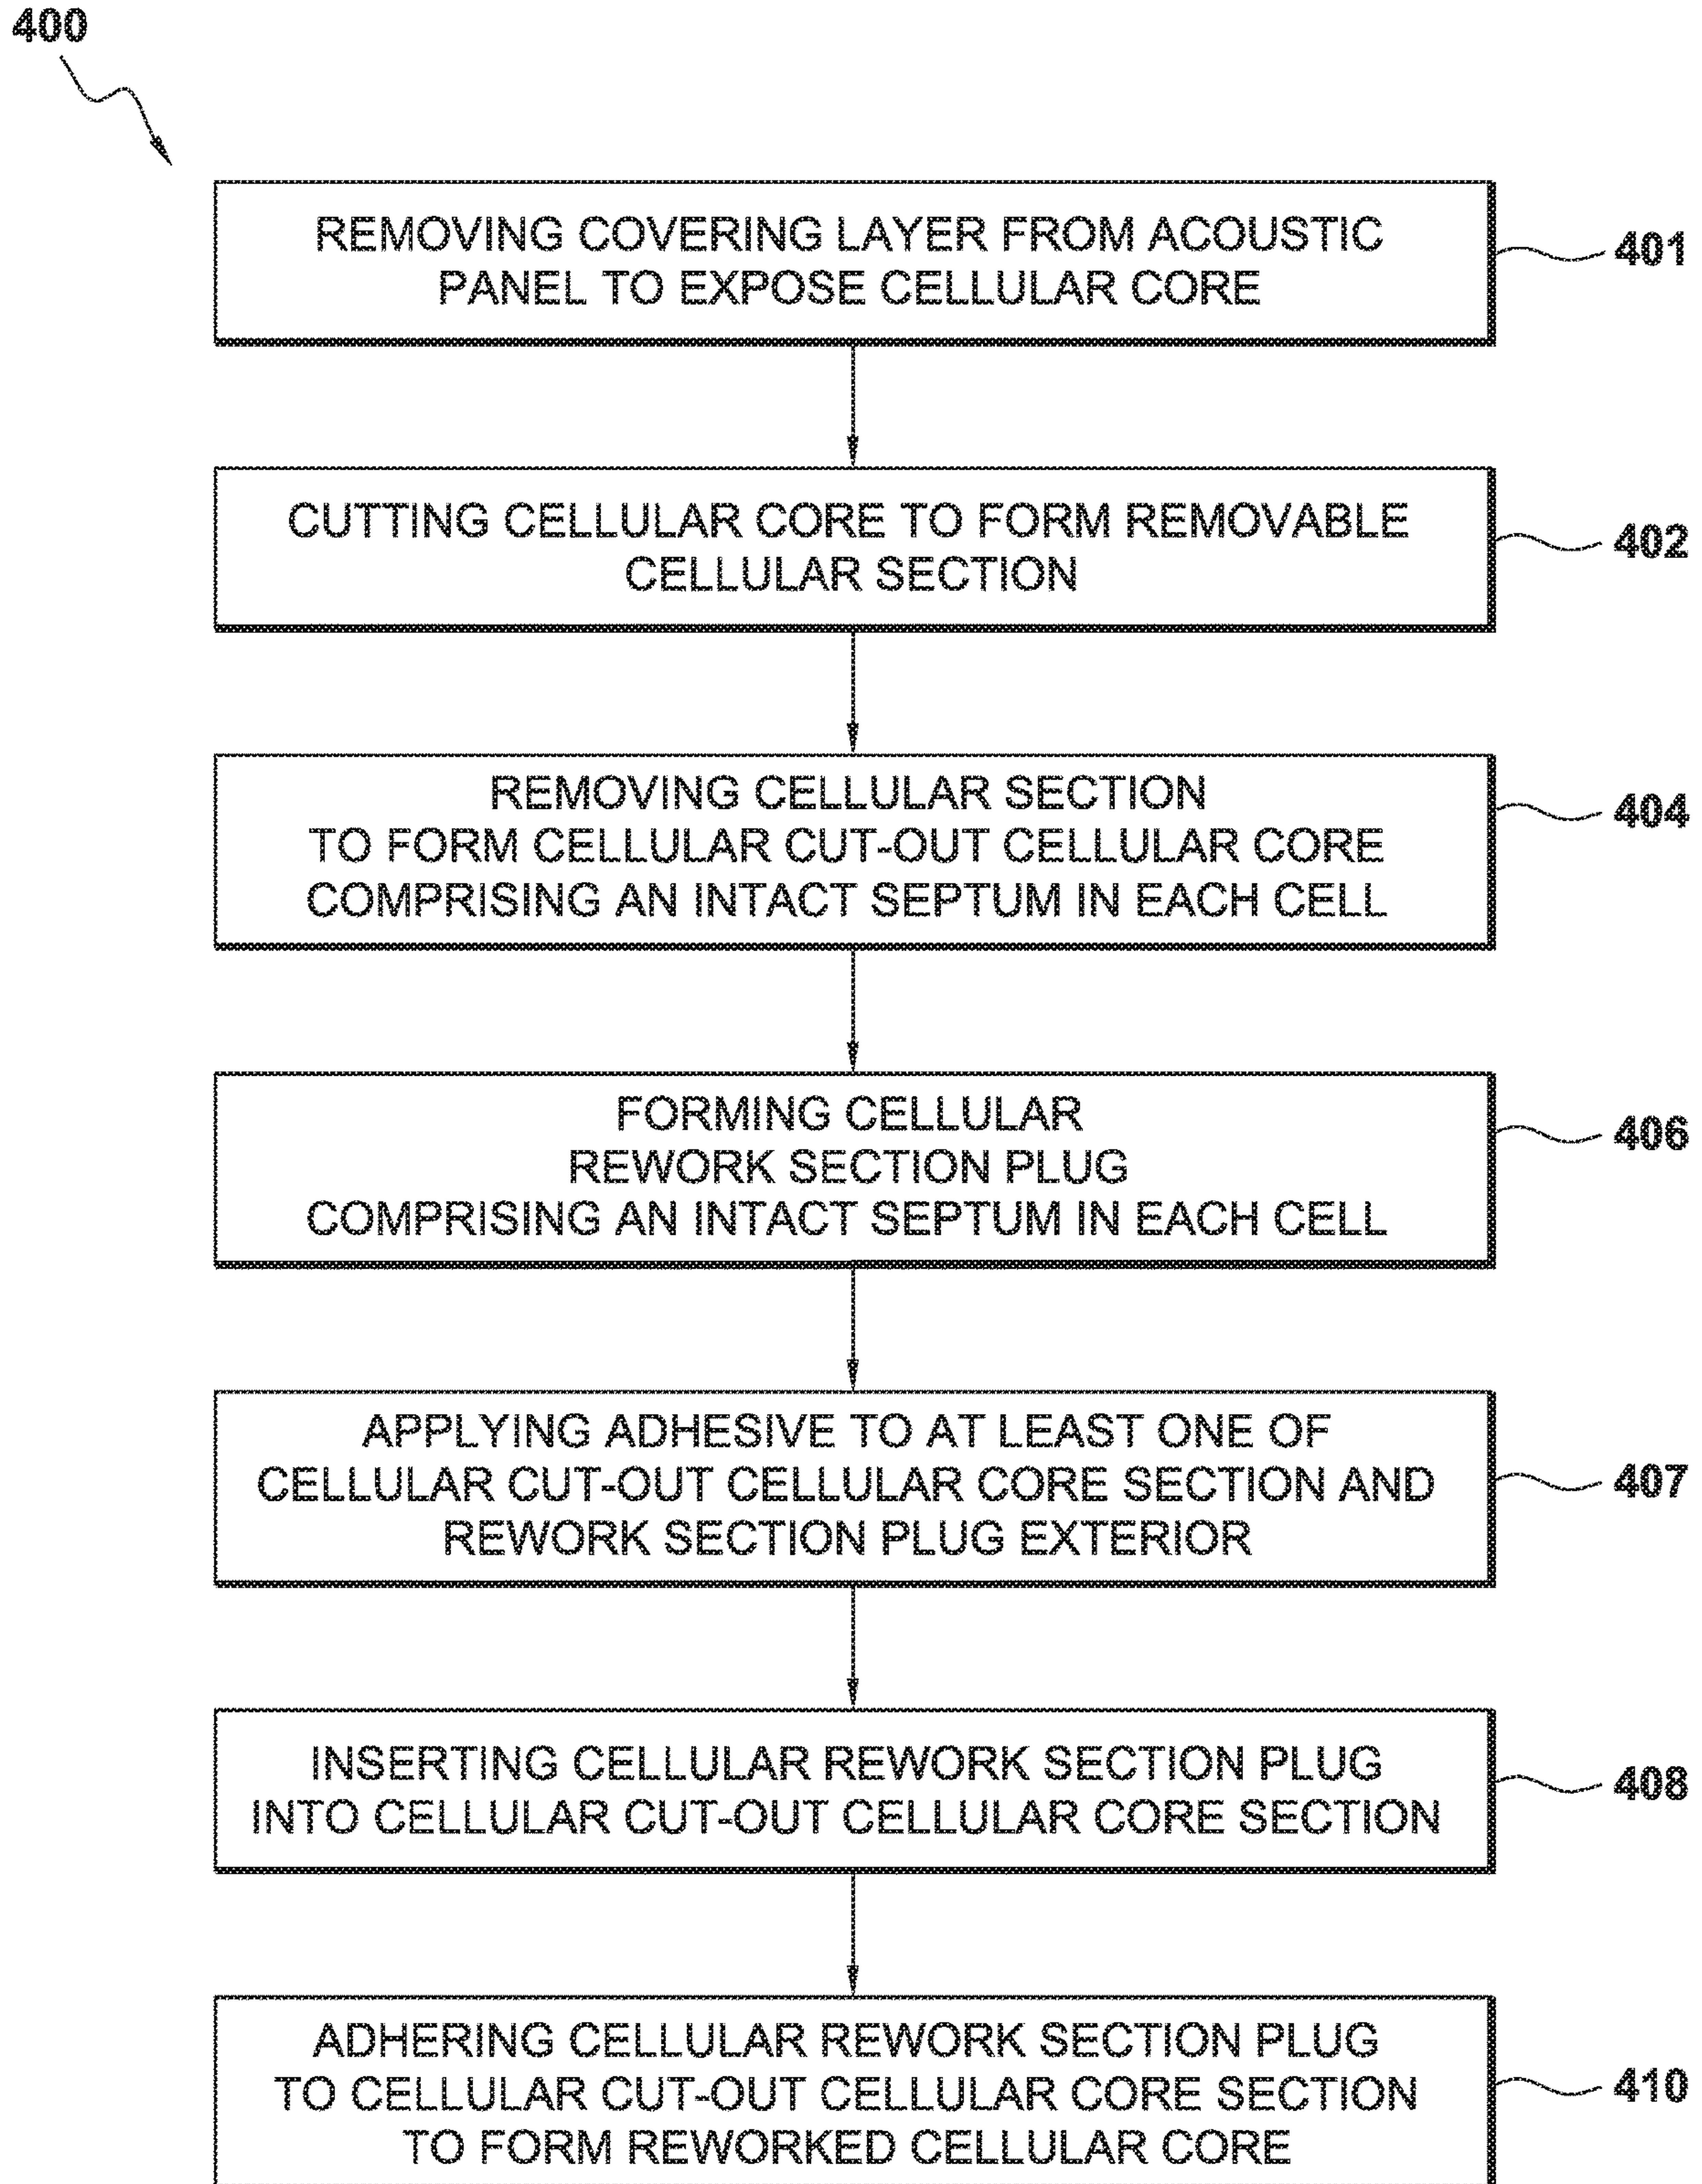 400
REMOVING COVERING LAYER FROM ACOUSTIC
PANEL TO EXPOSE CELLULAR CORE
401
CUTTING CELLULAR CORE TO FORM REMOVABLE
CELLULAR SECTION
402
REMOVING CELLULAR SECTION
TO FORM CELLULAR CUT-OUT CELLULAR CORE
COMPRISING AN INTACT SEPTUM IN EACH CELL
404
FORMING CELLULAR
REWORK SECTION PLUG
COMPRISING AN INTACT SEPTUM IN EACH CELL
406
APPLYING ADHESIVE TO AT LEAST ONE OF
CELLULAR CUT-OUT CELLULAR CORE SECTION AND
REWORK SECTION PLUG EXTERIOR
407
INSERTING CELLULAR REWORK SECTION PLUG
INTO CELLULAR CUT-OUT CELLULAR CORE SECTION
408
ADHERING CELLULAR REWORK SECTION PLUG
TO CELLULAR CUT-OUT CELLULAR CORE SECTION
TO FORM REWORKED CELLULAR CORE
410